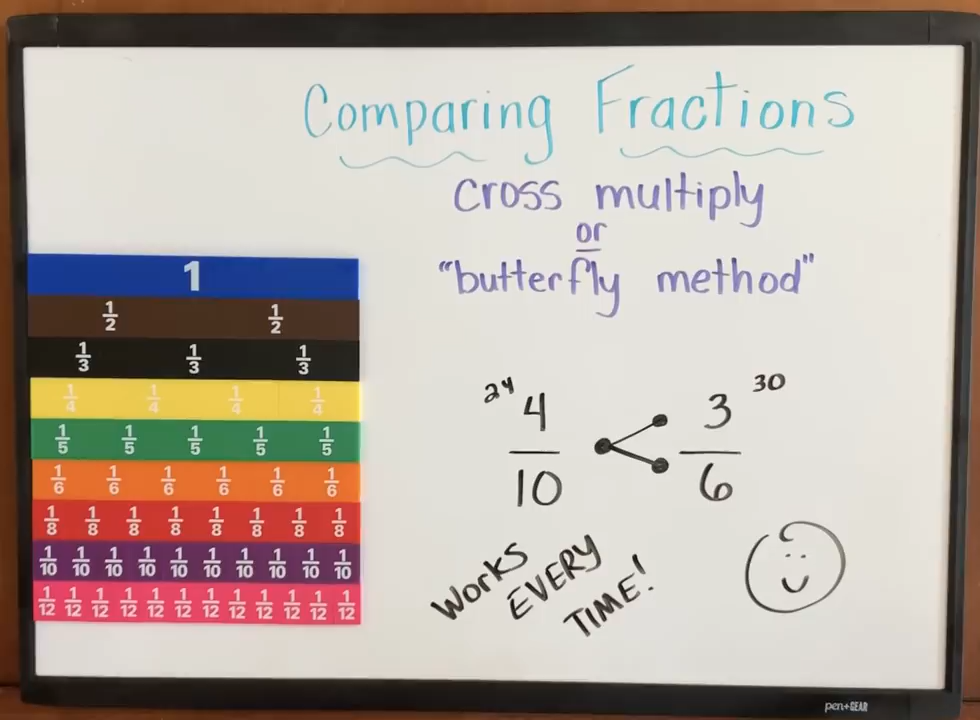 Comparing Fractions
cross multiply
or
"butterfly method"
1
1/2 1/2
1/3 1/3 1/3
1/4 1/4 1/4 1/4
1/5 1/5 1/5 1/5 1/5
1/6 1/6 1/6 1/6 1/6 1/6
1/8 1/8 1/8 1/8 1/8 1/8 1/8 1/8
1/10 1/10 1/10 1/10 1/10 1/10 1/10 1/10 1/10 1/10
1/12 1/12 1/12 1/12 1/12 1/12 1/12 1/12 1/12 1/12 1/12 1/12
24 4/10 < 3/6 30
Works
EVERY
TIME!
pen+GEAR